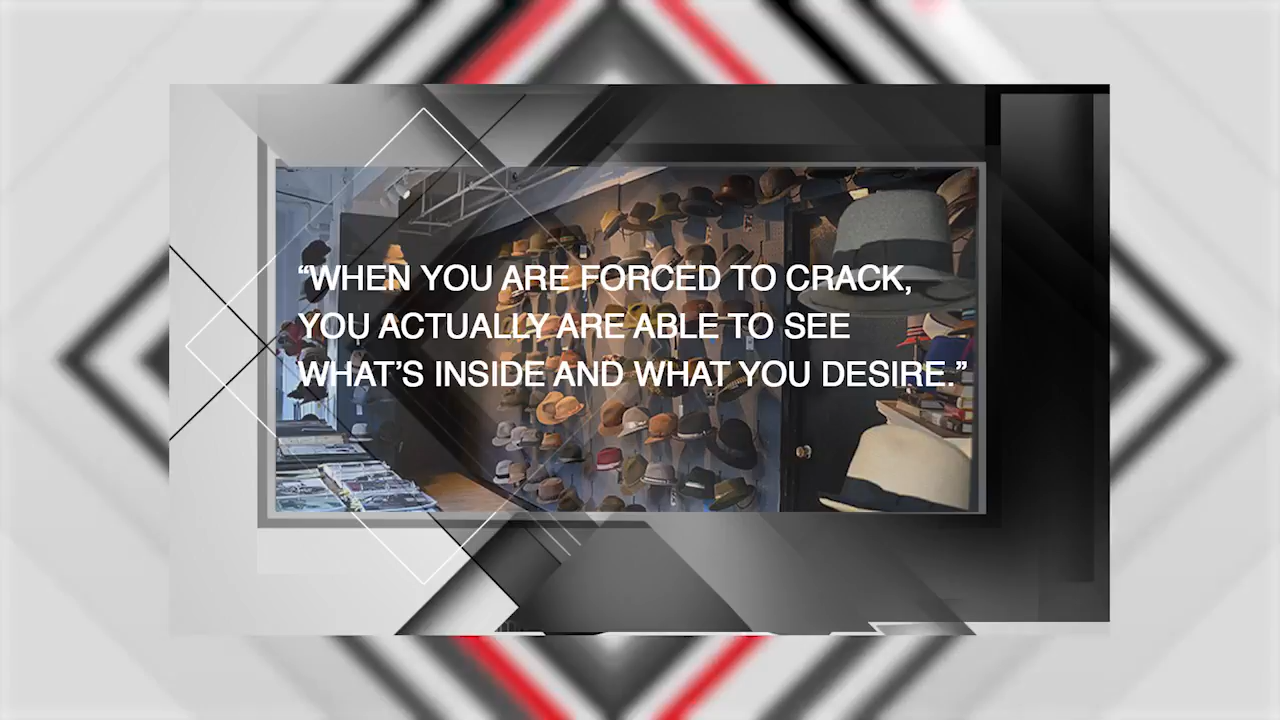 “WHEN YOU ARE FORCED TO CRACK,
YOU ACTUALLY ARE ABLE TO SEE
WHAT’S INSIDE AND WHAT YOU DESIRE.”